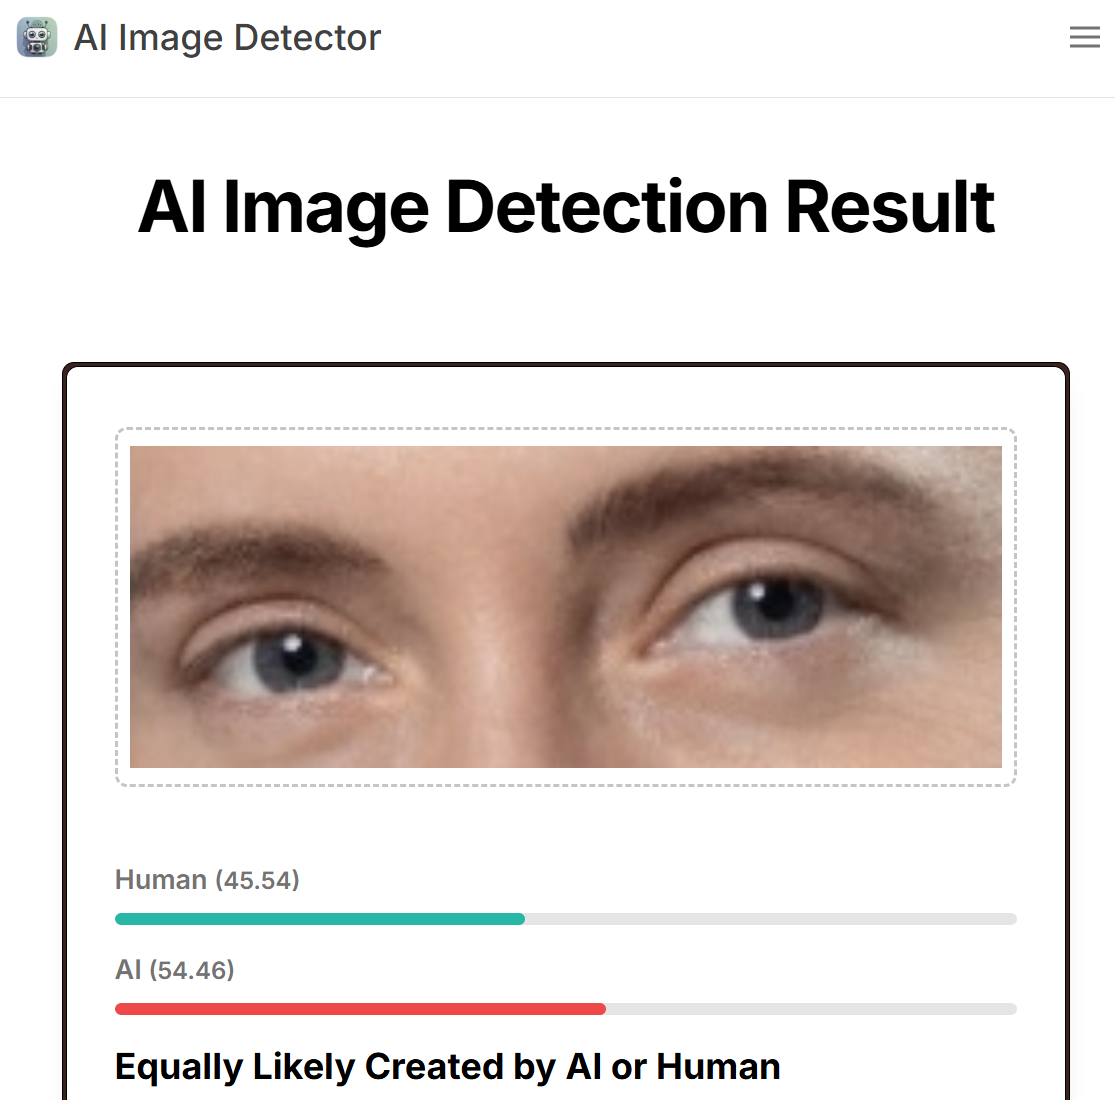 AI Image Detector
AI Image Detection Result
Human (45.54)
AI (54.46)
Equally Likely Created by AI or Human